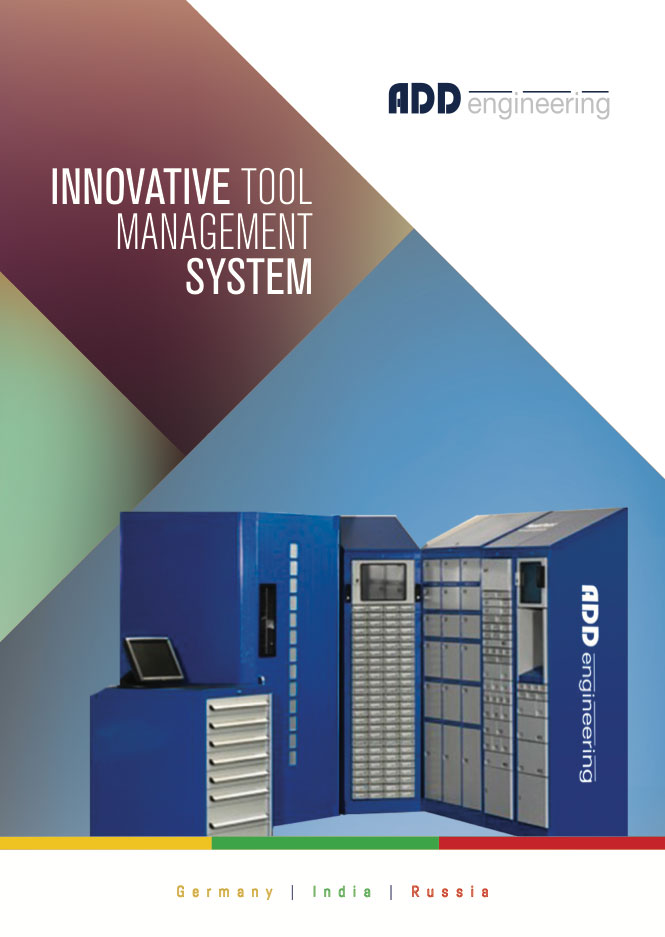 ADD engineering
INNOVATIVE TOOL
MANAGEMENT
SYSTEM
ADD engineering
Germany | India | Russia